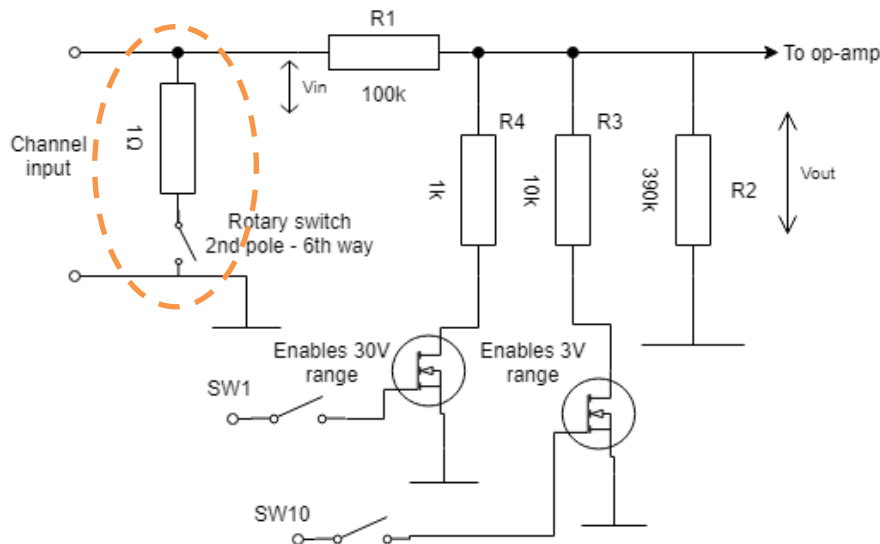 R1
To op-amp
Vin
100k
R4
R3
1Ω
Channel
input
1k
10k
390k
R2
Vout
Rotary switch
2nd pole - 6th way
Enables 30V
range
Enables 3V
range
SW1
SW10